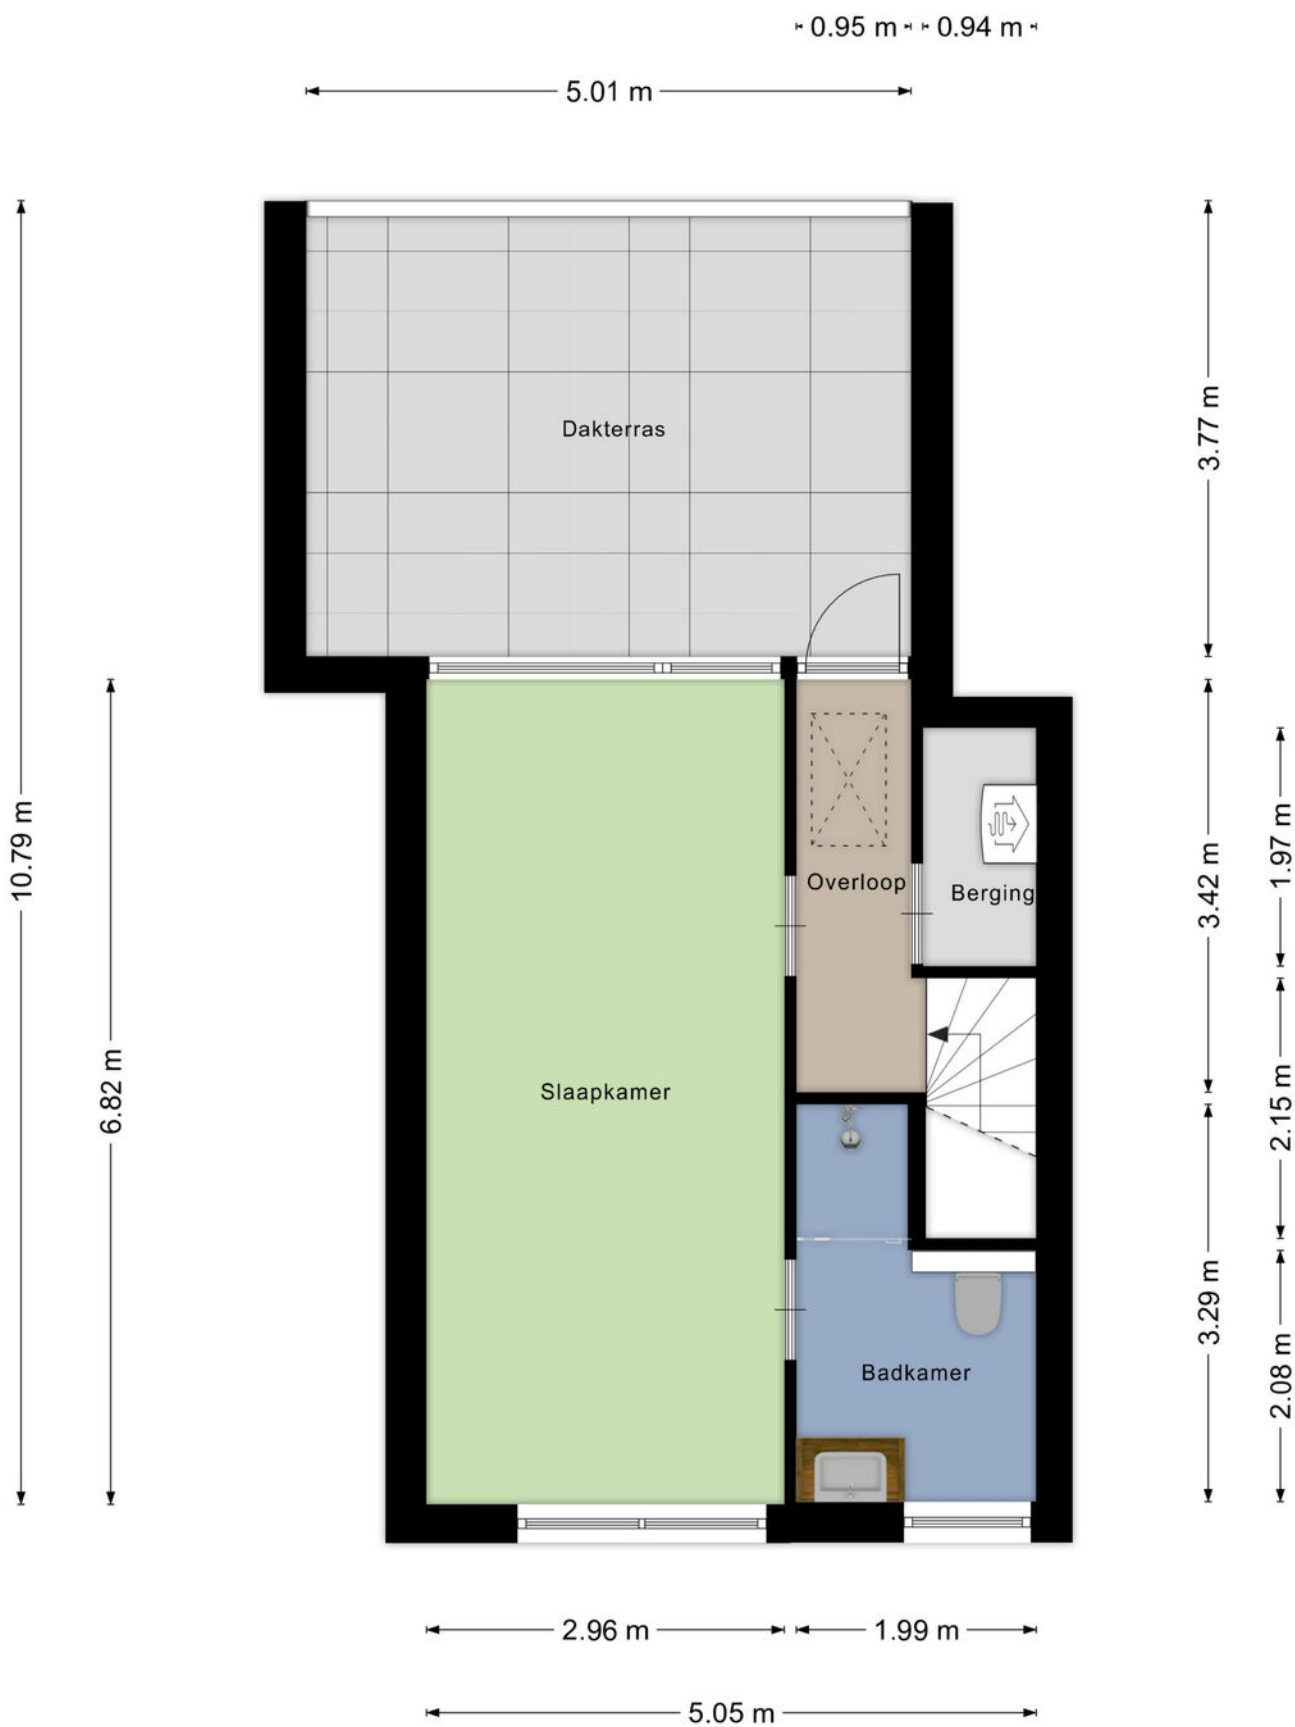 0.95 m 0.94 m
5.01 m
Dakterras
3.77 m
10.79 m
Overloop
Berging
3.42 m
1.97 m
6.82 m
Slaapkamer
2.15 m
3.29 m
Badkamer
2.08 m
2.96 m 1.99 m
5.05 m